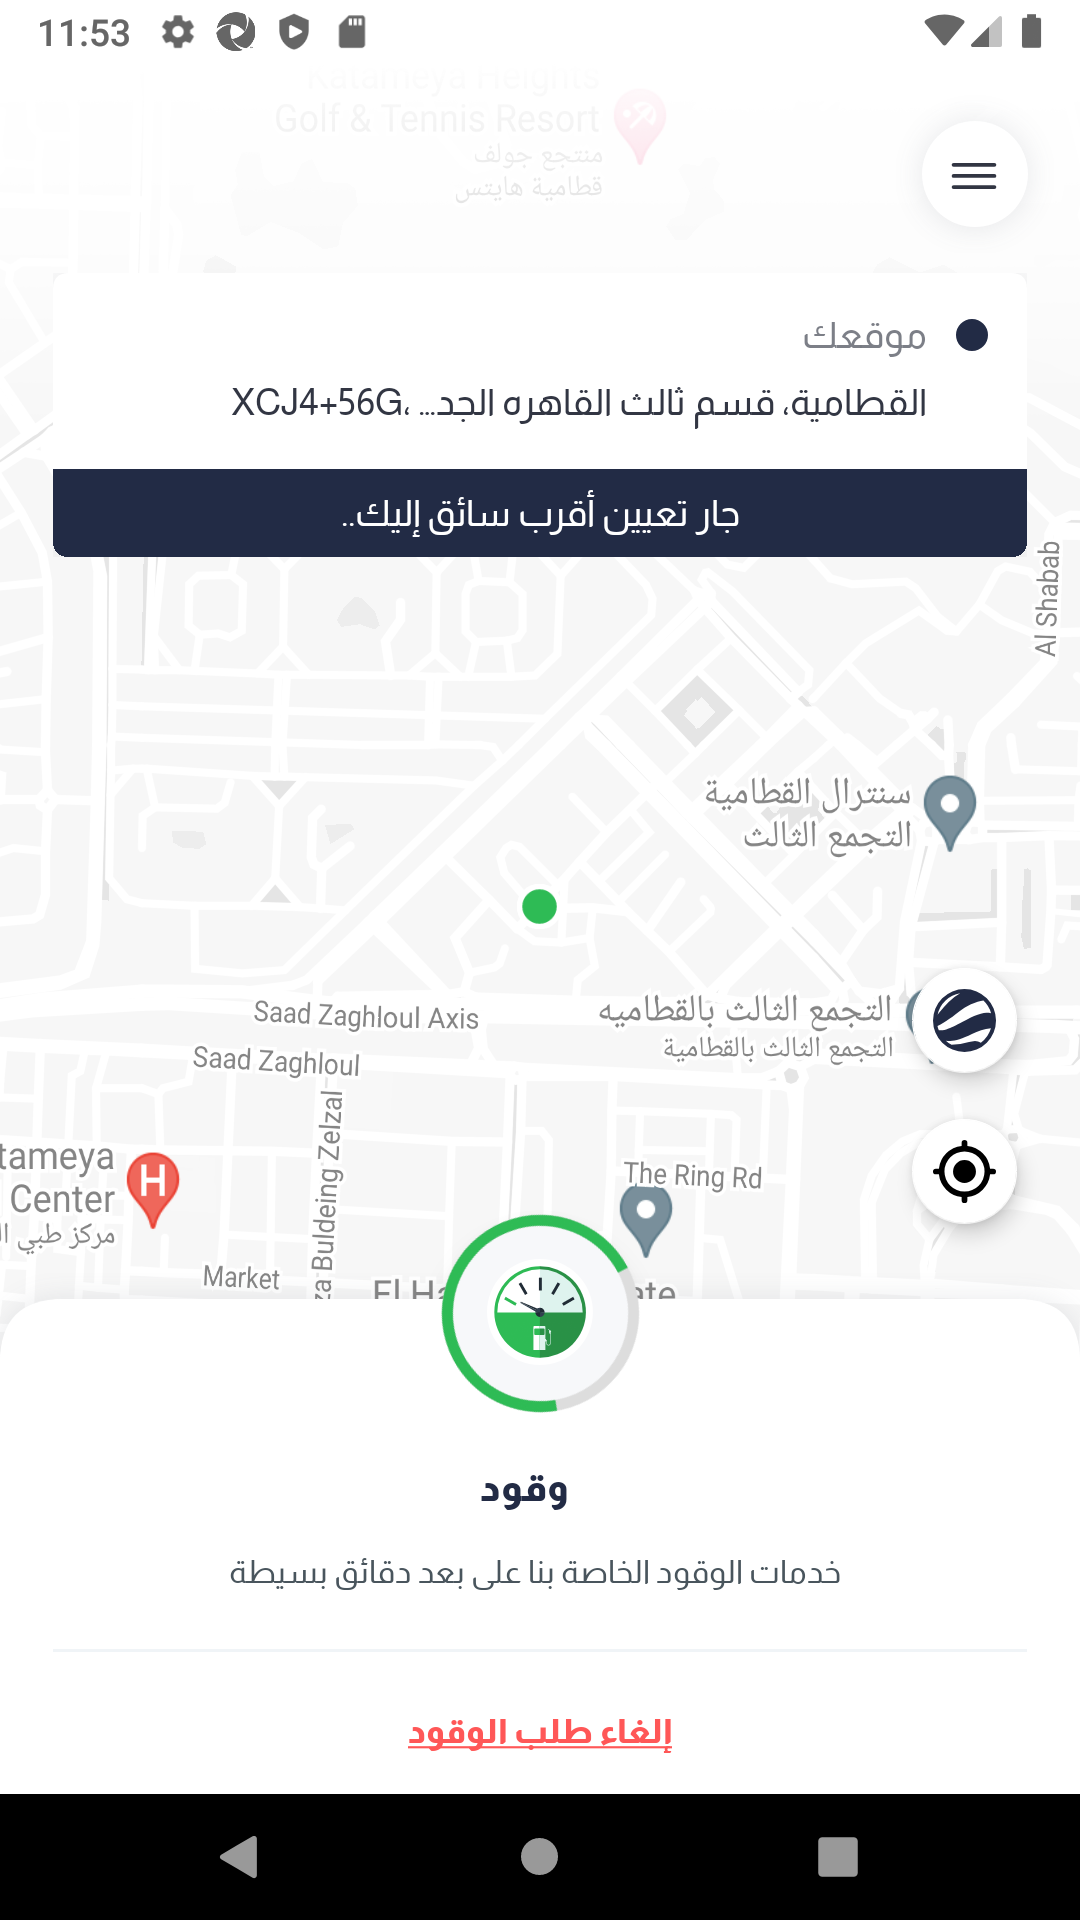 11:53
Katameya Heights
Golf & Tennis Resort
منتجع جولف
قطامية هايتس
موقعك
XCJ4+56G، القطامية، قسم ثالث القاهره الجد...
جار تعيين أقرب سائق إليك..
Al Shabab
سنترال القطامية
التجمع الثالث
Saad Zaghloul Axis
التجمع الثالث بالقطاميه
التجمع الثالث بالقطامية
Saad Zaghloul
za Buldeing Zelzal
tameya
Center
مركز طبي ال
H
The Ring Rd
Market
El Ha
ate
وقود
خدمات الوقود الخاصة بنا على بعد دقائق بسيطة
إلغاء طلب الوقود